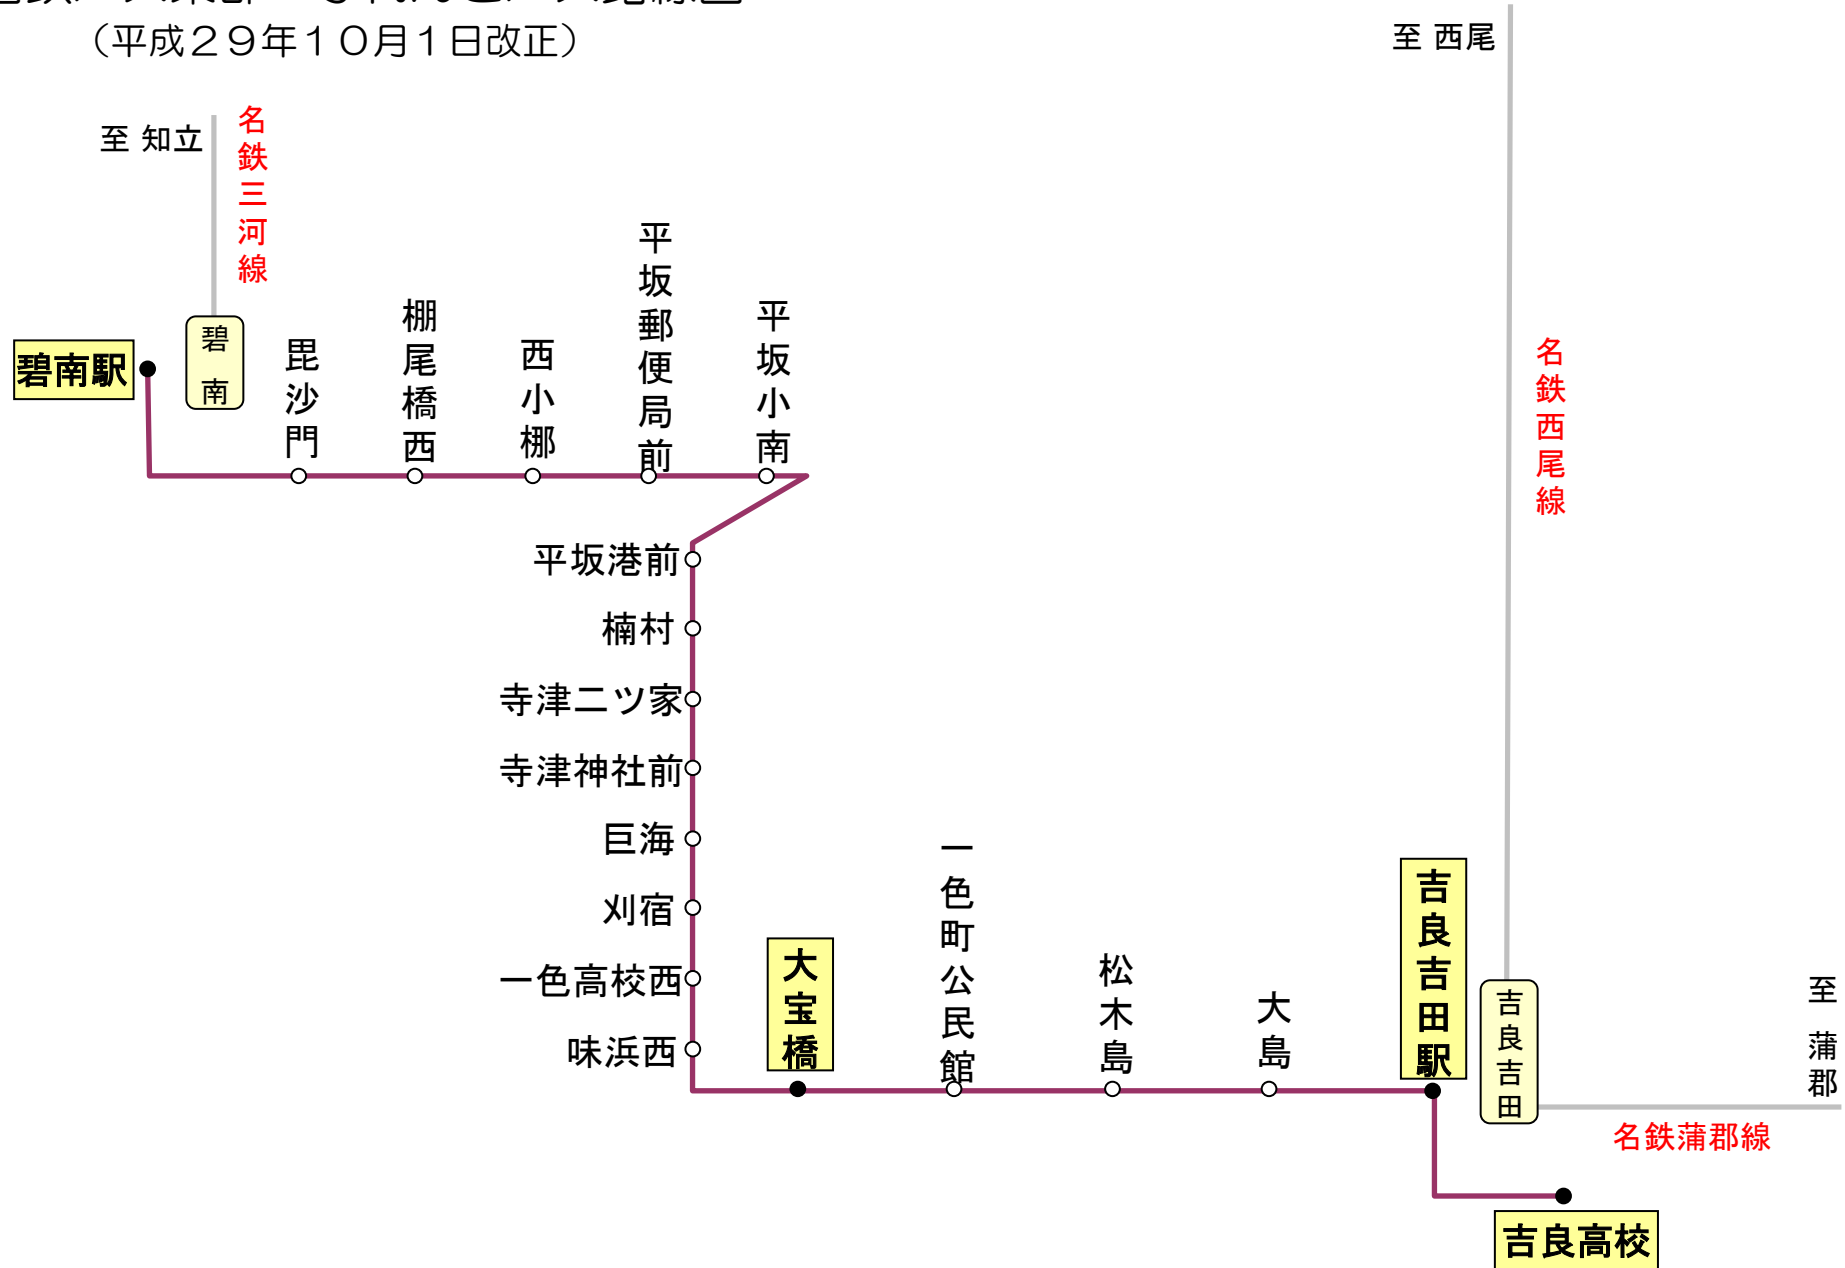 （平成２９年１０月１日改正）
至 西尾
至 知立
名鉄三河線
碧南駅
碧南
毘沙門
棚尾橋西
西小梛
平坂郵便局前
平坂小南
名鉄西尾線
平坂港前
楠村
寺津二ツ家
寺津神社前
巨海
刈宿
一色高校西
味浜西
大宝橋
一色町公民館
松木島
大島
吉良吉田駅
吉良吉田
至 蒲郡
名鉄蒲郡線
吉良高校